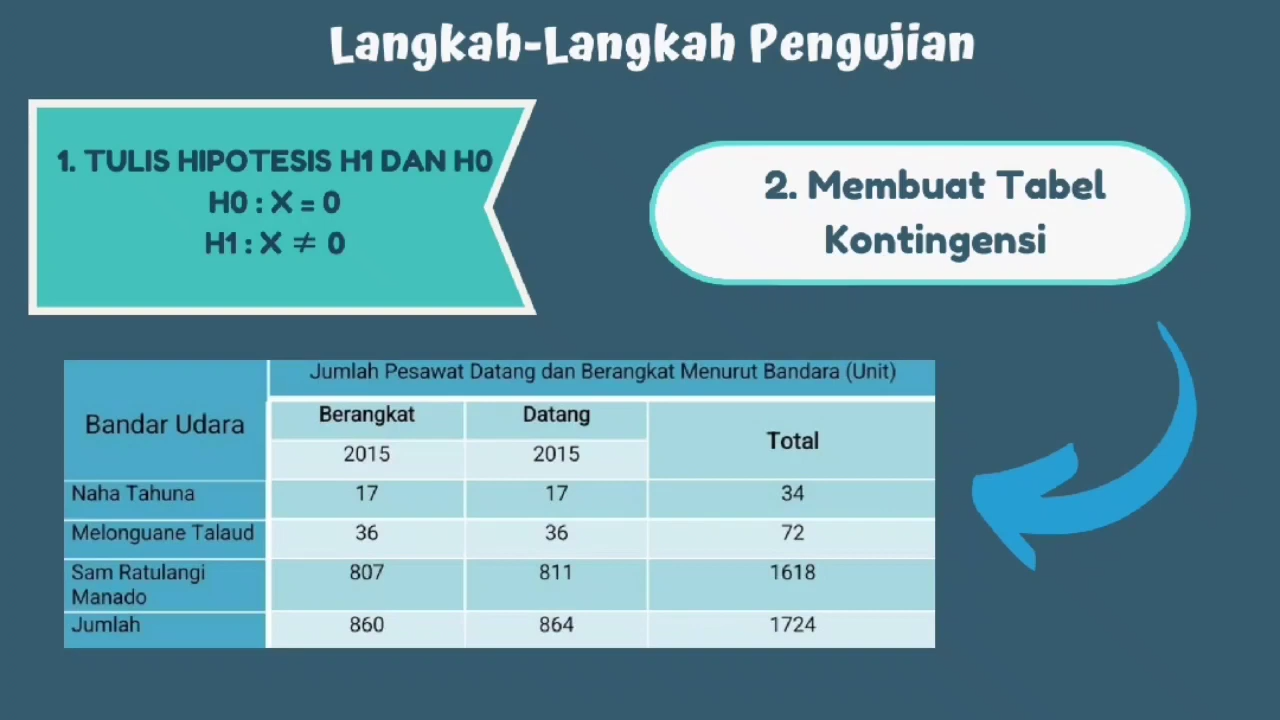 Langkah-Langkah Pengujian
1. TULIS HIPOTESIS H1 DAN H0
H0 : X = 0
H1 : X ≠ 0
2. Membuat Tabel
Kontingensi
Bandar Udara
Jumlah Pesawat Datang dan Berangkat Menurut Bandara (Unit)
Berangkat Datang Total
2015 2015
Naha Tahuna 17 17 34
Melonguane Talaud 36 36 72
Sam Ratulangi 807 811 1618
Manado
Jumlah 860 864 1724